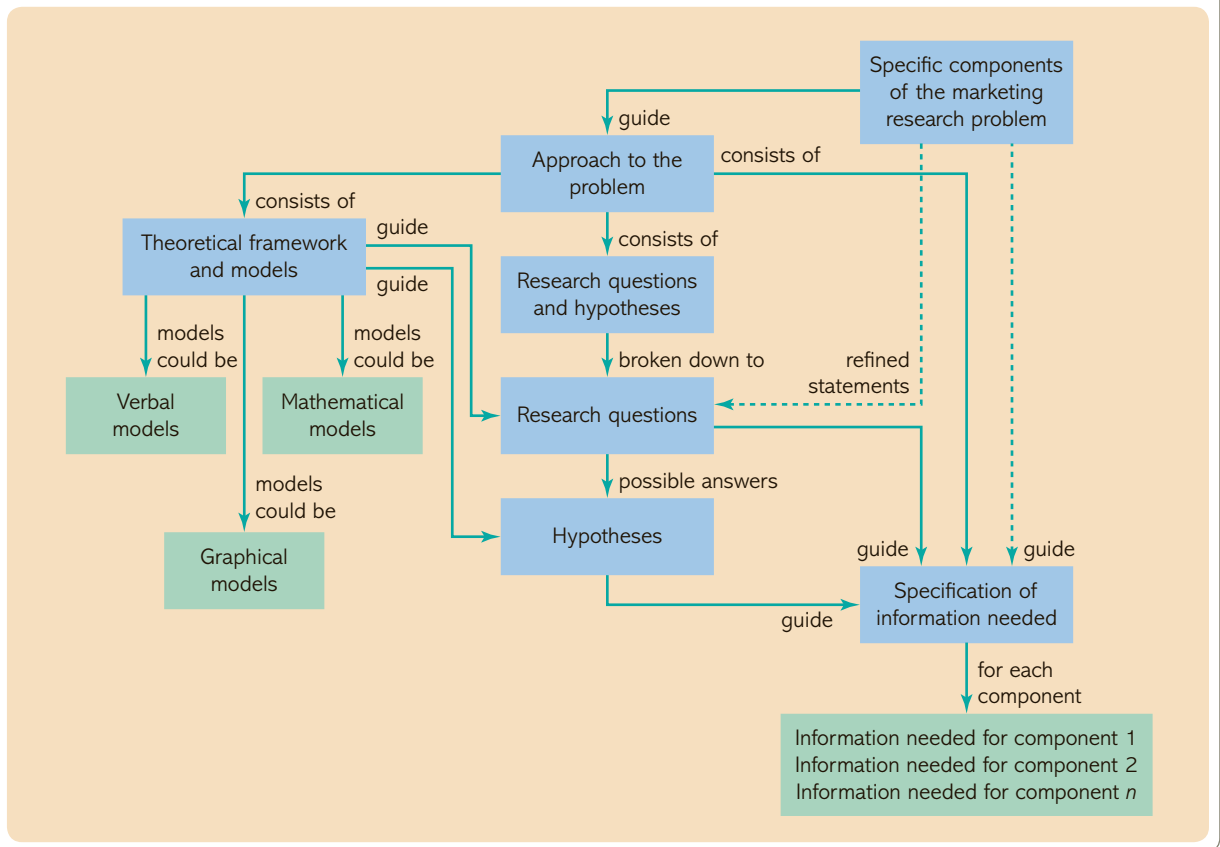 Specific components
of the marketing
research problem
guide
Approach to the
problem
consists of
consists of
Theoretical framework
and models
guide
guide
consists of
Research questions
and hypotheses
models
could be
models
could be
broken down to
refined
statements
Verbal
models
Mathematical
models
Research questions
models
could be
possible answers
Graphical
models
Hypotheses
guide
guide
Specification of
information needed
guide
for each
component
Information needed for component 1
Information needed for component 2
Information needed for component n